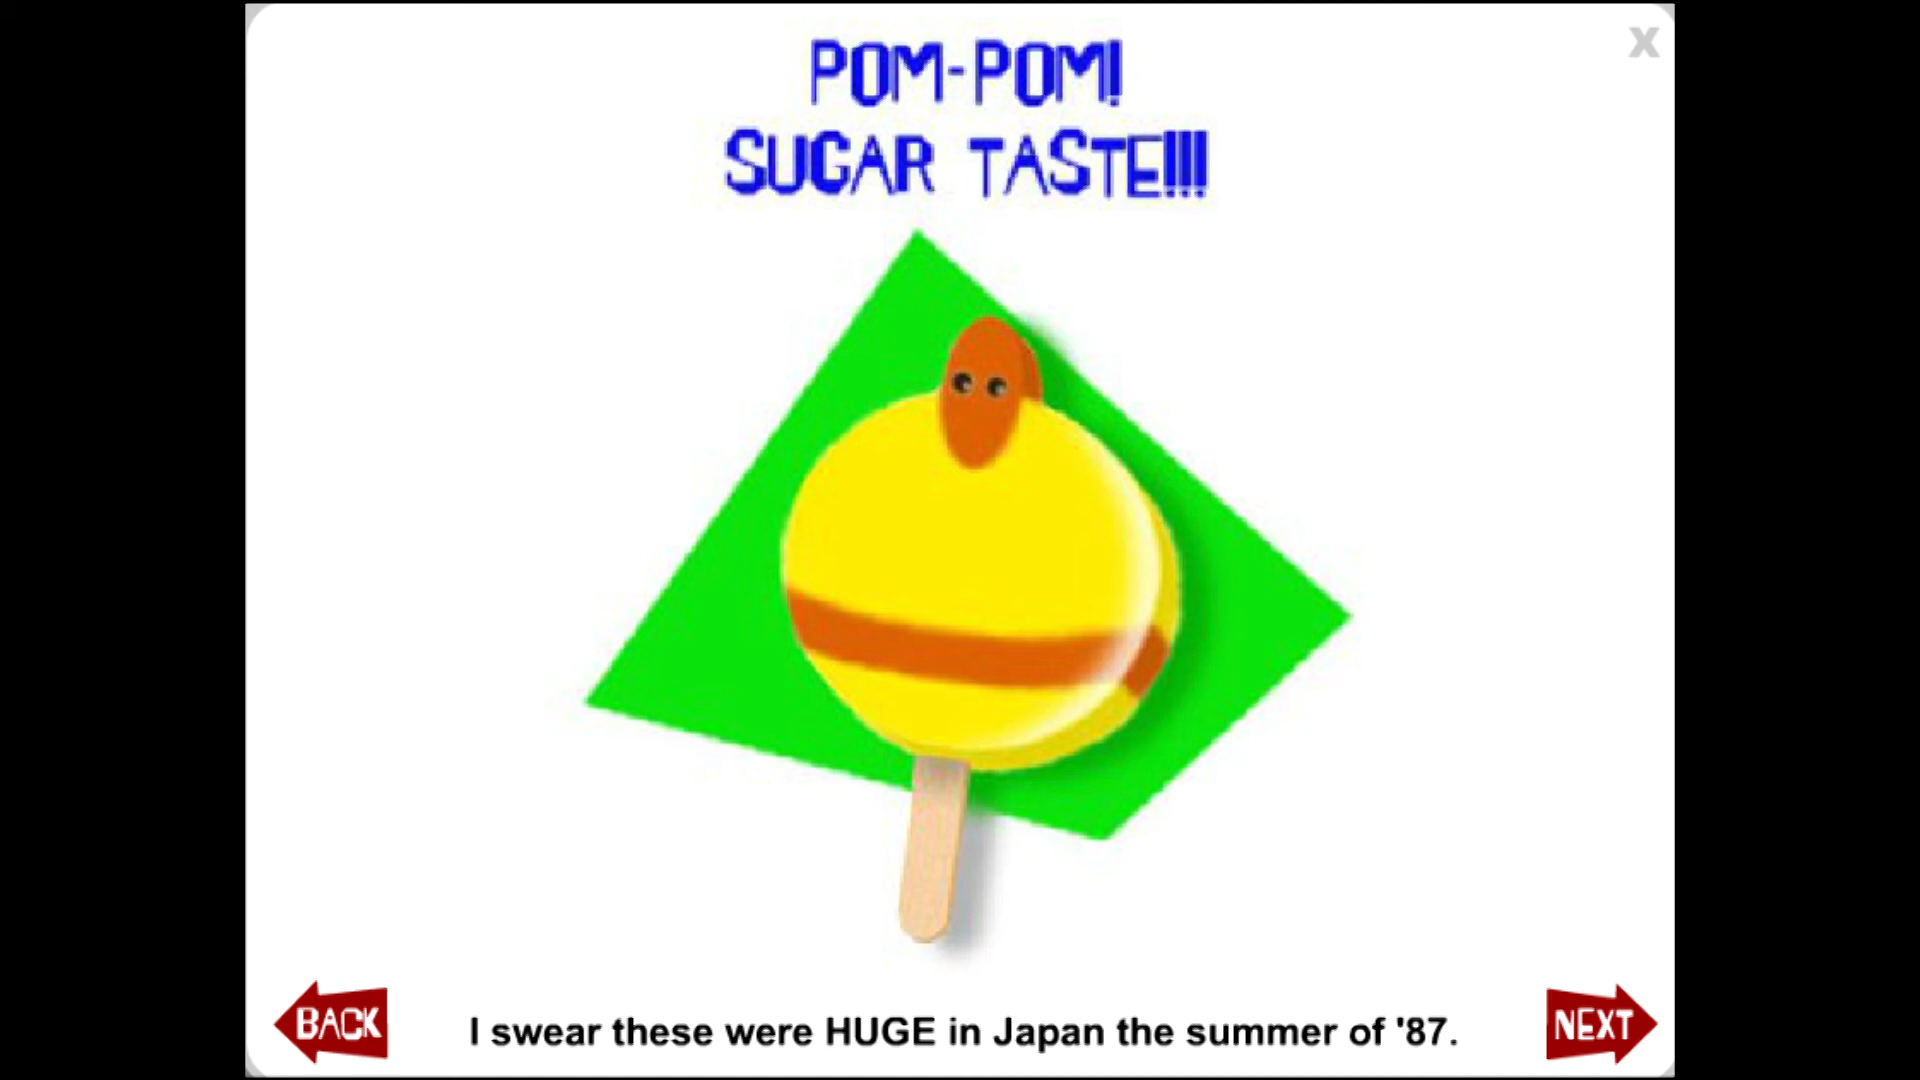 POM-POM!
SUGAR TASTE!!!
X
BACK
I swear these were HUGE in Japan the summer of '87.
NEXT